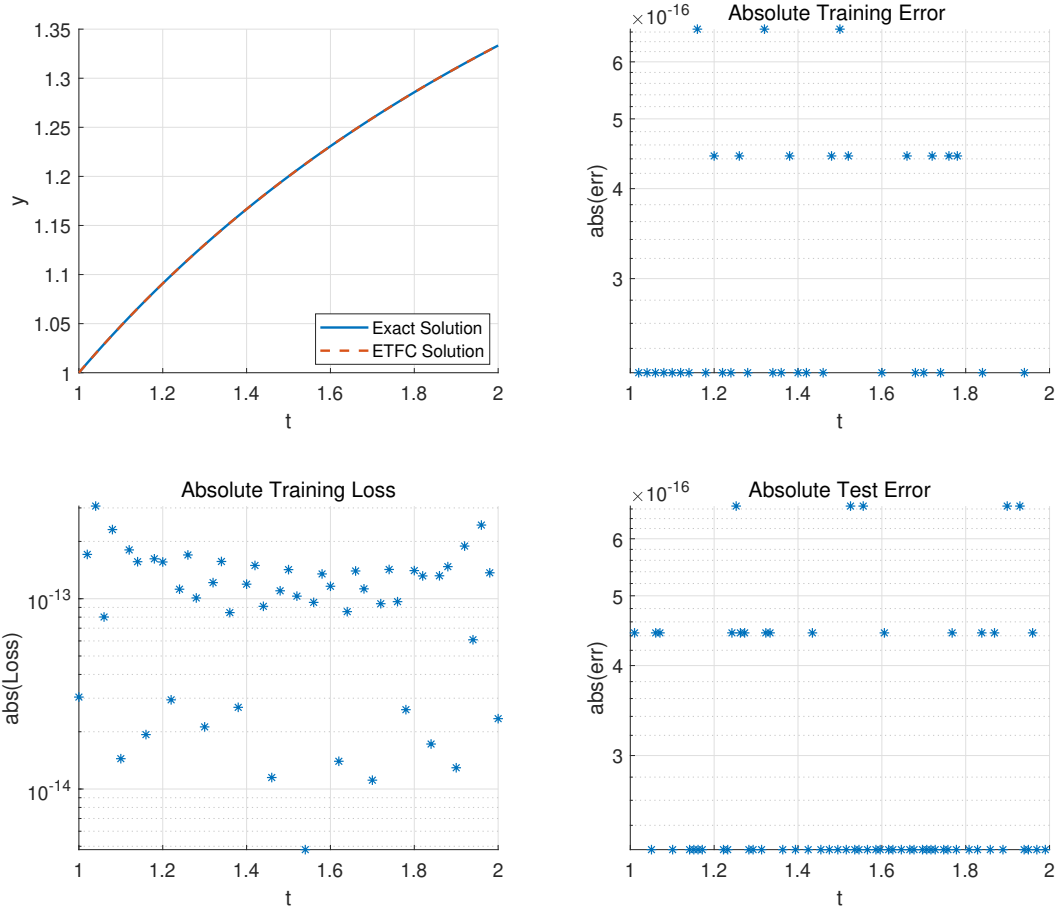 1.35
1.3
1.25
1.2
1.15
1.1
1.05
1
y
1 1.2 1.4 1.6 1.8 2
t
Exact Solution
ETFC Solution
×10⁻¹⁶
Absolute Training Error
6
5
4
3
abs(err)
1 1.2 1.4 1.6 1.8 2
t
Absolute Training Loss
10⁻¹³
10⁻¹⁴
abs(Loss)
1 1.2 1.4 1.6 1.8 2
t
×10⁻¹⁶
Absolute Test Error
6
5
4
3
abs(err)
1 1.2 1.4 1.6 1.8 2
t